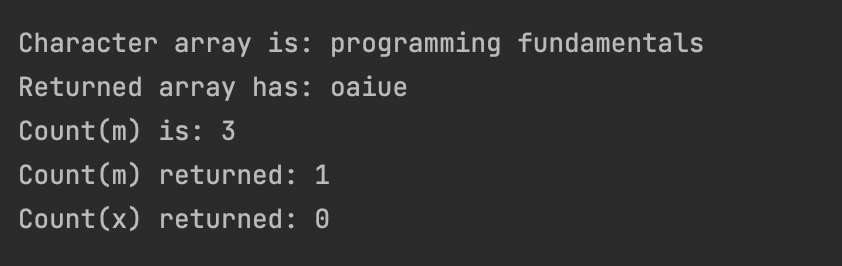 Character array is: programming fundamentals
Returned array has: oaiue
Count(m) is: 3
Count(m) returned: 1
Count(x) returned: 0